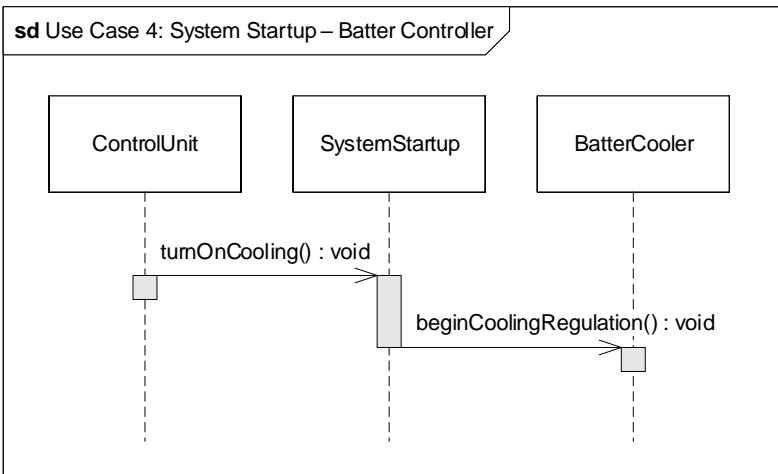 sd Use Case 4: System Startup – Batter Controller
ControlUnit
SystemStartup
BatterCooler
turnOnCooling() : void
beginCoolingRegulation() : void